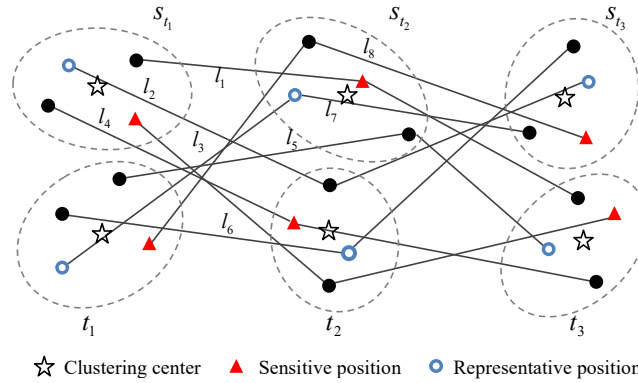 S_{t_1} S_{t_2} S_{t_3}
l_8
l_1
l_2
l_7
l_4
l_3 l_5
l_6
t_1 t_2 t_3
Clustering center Sensitive position Representative position